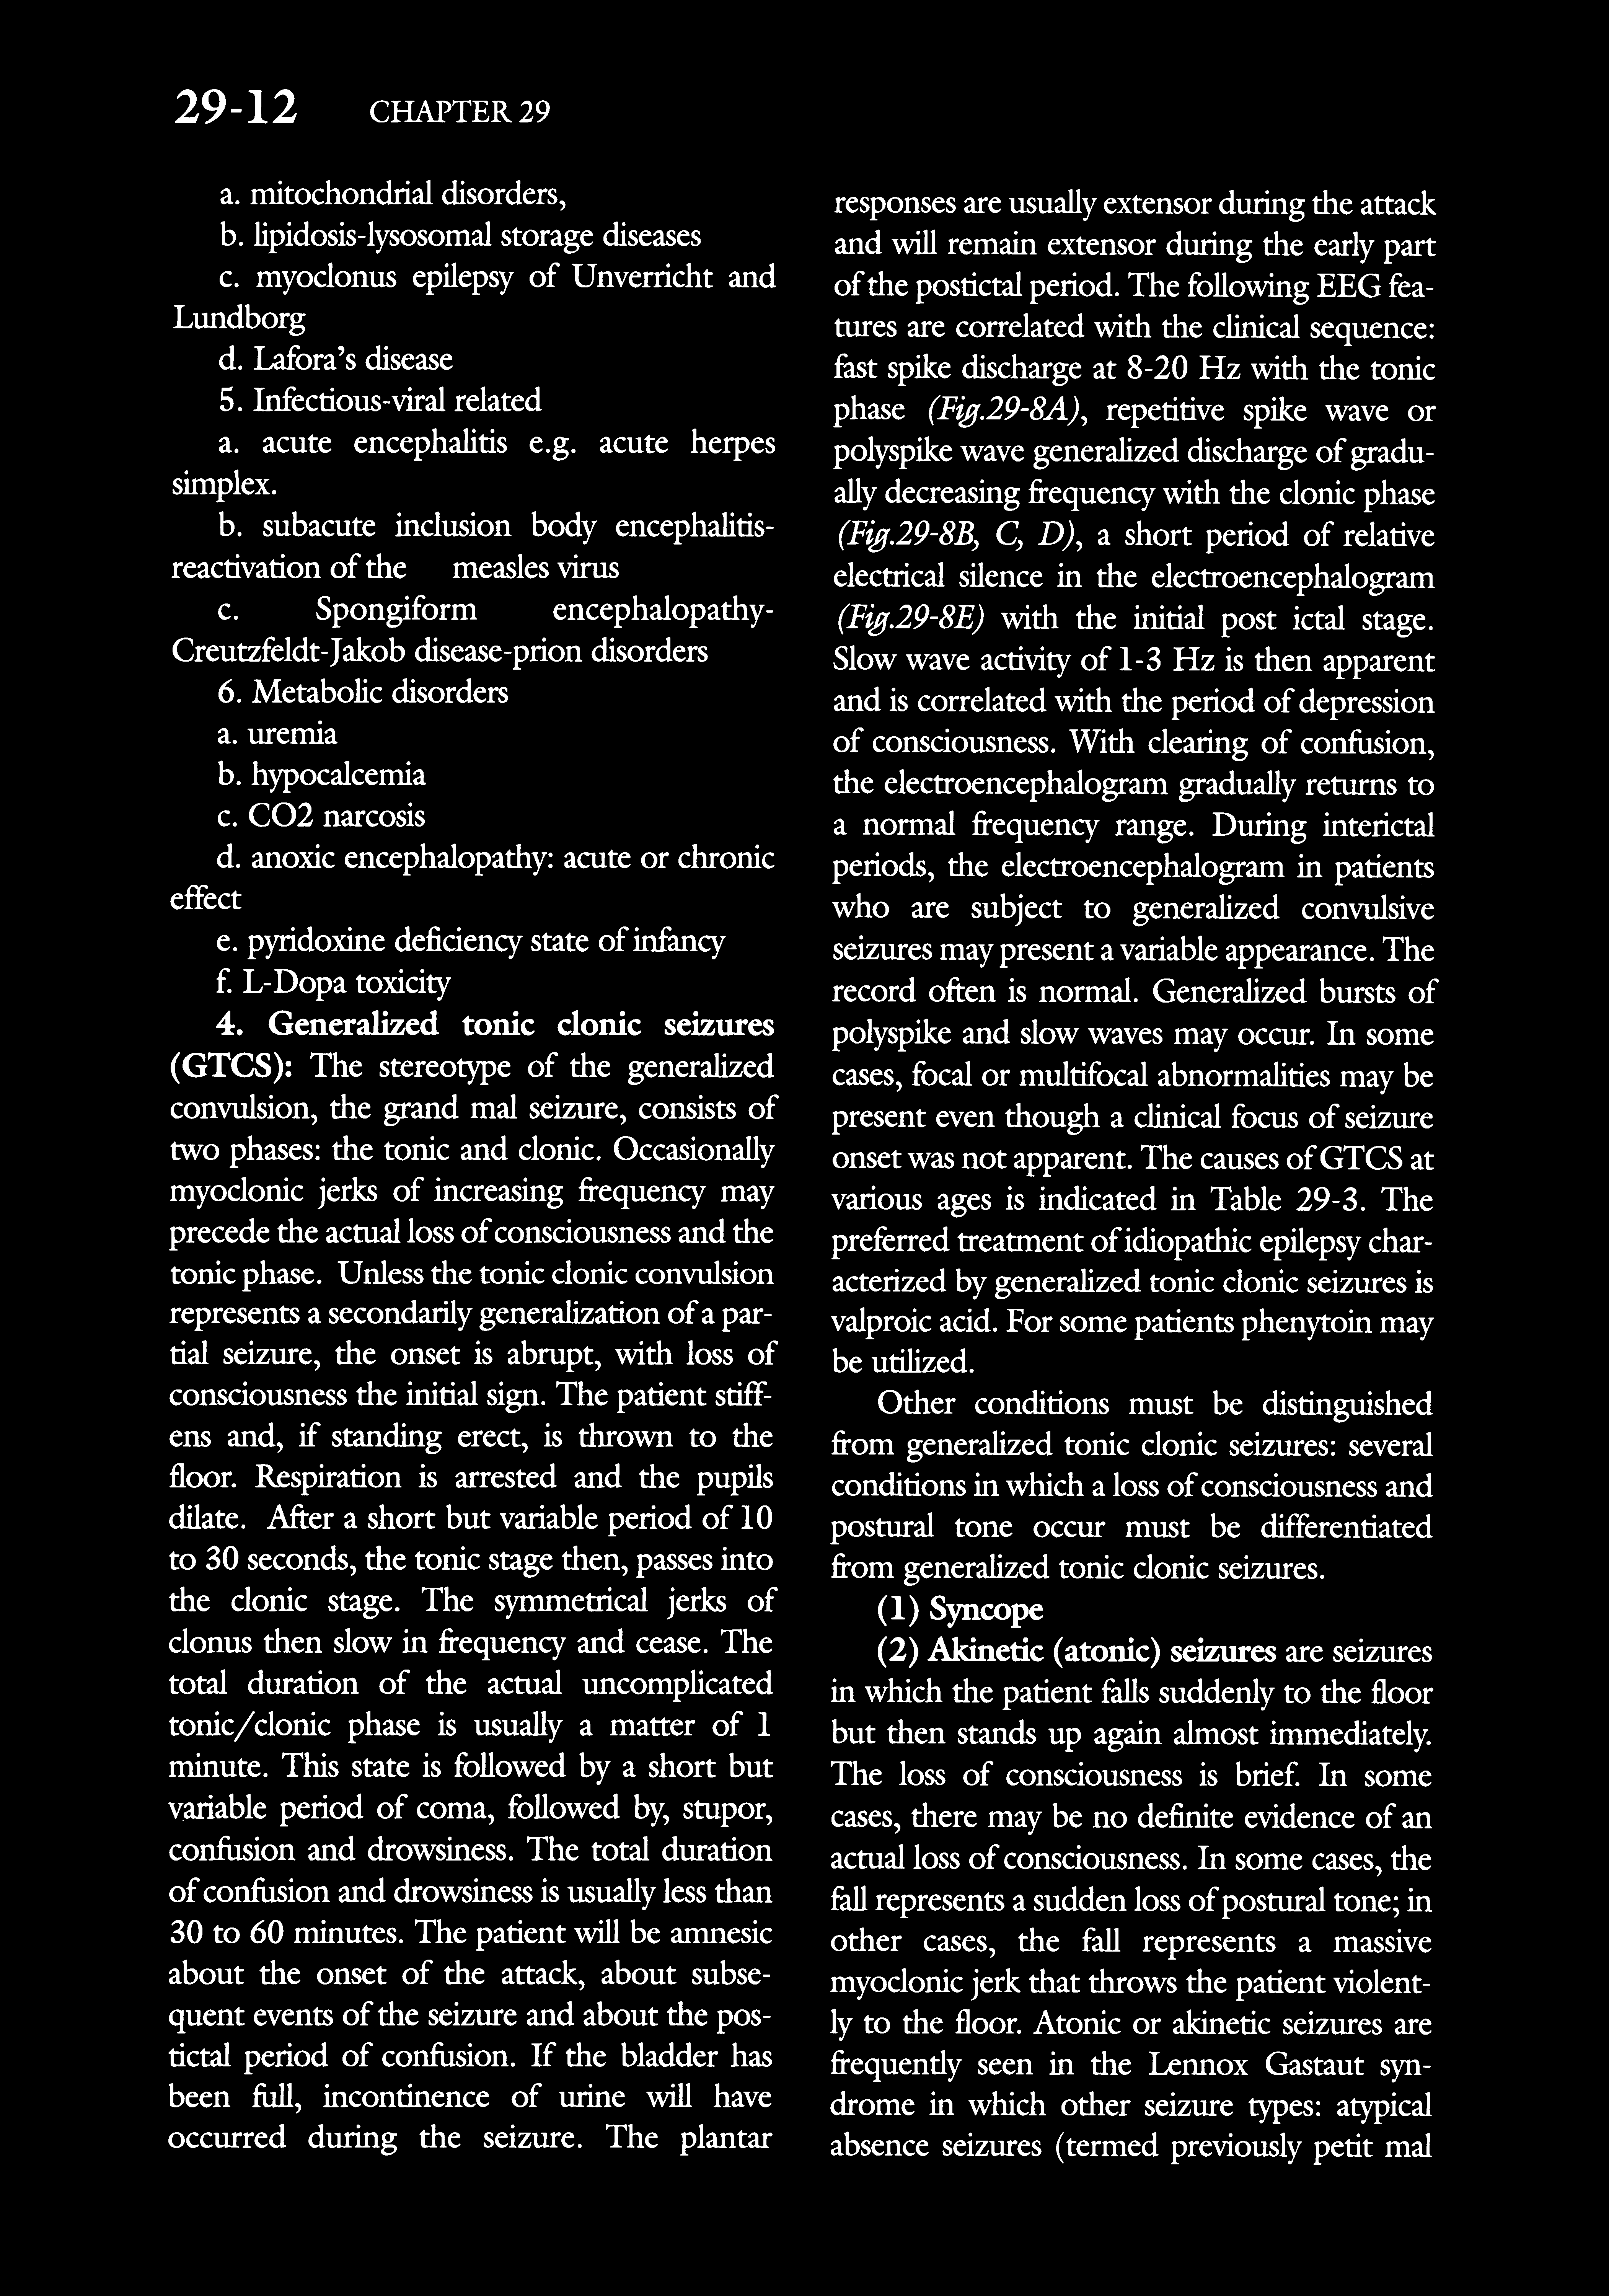 29-12 CHAPTER 29
a. mitochondrial disorders,
b. lipidosis-lysosomal storage diseases
c. myoclonus epilepsy of Unverricht and
Lundborg
d. Lafora's disease
5. Infectious-viral related
a. acute encephalitis e.g. acute herpes
simplex.
b. subacute inclusion body encephalitis-
reactivation of the measles virus
c. Spongiform encephalopathy-
Creutzfeldt-Jakob disease-prion disorders
6. Metabolic disorders
a. uremia
b. hypocalcemia
c. CO2 narcosis
d. anoxic encephalopathy: acute or chronic
effect
e. pyridoxine deficiency state of infancy
f. L-Dopa toxicity
4. Generalized tonic clonic seizures
(GTCS): The stereotype of the generalized
convulsion, the grand mal seizure, consists of
two phases: the tonic and clonic. Occasionally
myoclonic jerks of increasing frequency may
precede the actual loss of consciousness and the
tonic phase. Unless the tonic clonic convulsion
represents a secondarily generalization of a par-
tial seizure, the onset is abrupt, with loss of
consciousness the initial sign. The patient stiff-
ens and, if standing erect, is thrown to the
floor. Respiration is arrested and the pupils
dilate. After a short but variable period of 10
to 30 seconds, the tonic stage then, passes into
the clonic stage. The symmetrical jerks of
clonus then slow in frequency and cease. The
total duration of the actual uncomplicated
tonic/clonic phase is usually a matter of 1
minute. This state is followed by a short but
variable period of coma, followed by, stupor,
confusion and drowsiness. The total duration
of confusion and drowsiness is usually less than
30 to 60 minutes. The patient will be amnesic
about the onset of the attack, about subse-
quent events of the seizure and about the pos-
tictal period of confusion. If the bladder has
been full, incontinence of urine will have
occurred during the seizure. The plantar
responses are usually extensor during the attack
and will remain extensor during the early part
of the postictal period. The following EEG fea-
tures are correlated with the clinical sequence:
fast spike discharge at 8-20 Hz with the tonic
phase (Fig.29-8A), repetitive spike wave or
polyspike wave generalized discharge of gradu-
ally decreasing frequency with the clonic phase
(Fig.29-8B, C, D), a short period of relative
electrical silence in the electroencephalogram
(Fig.29-8E) with the initial post ictal stage.
Slow wave activity of 1-3 Hz is then apparent
and is correlated with the period of depression
of consciousness. With clearing of confusion,
the electroencephalogram gradually returns to
a normal frequency range. During interictal
periods, the electroencephalogram in patients
who are subject to generalized convulsive
seizures may present a variable appearance. The
record often is normal. Generalized bursts of
polyspike and slow waves may occur. In some
cases, focal or multifocal abnormalities may be
present even though a clinical focus of seizure
onset was not apparent. The causes of GTCS at
various ages is indicated in Table 29-3. The
preferred treatment of idiopathic epilepsy char-
acterized by generalized tonic clonic seizures is
valproic acid. For some patients phenytoin may
be utilized.
Other conditions must be distinguished
from generalized tonic clonic seizures: several
conditions in which a loss of consciousness and
postural tone occur must be differentiated
from generalized tonic clonic seizures.
(1) Syncope
(2) Akinetic (atonic) seizures are seizures
in which the patient falls suddenly to the floor
but then stands up again almost immediately.
The loss of consciousness is brief. In some
cases, there may be no definite evidence of an
actual loss of consciousness. In some cases, the
fall represents a sudden loss of postural tone; in
other cases, the fall represents a massive
myoclonic jerk that throws the patient violent-
ly to the floor. Atonic or akinetic seizures are
frequently seen in the Lennox Gastaut syn-
drome in which other seizure types: atypical
absence seizures (termed previously petit mal